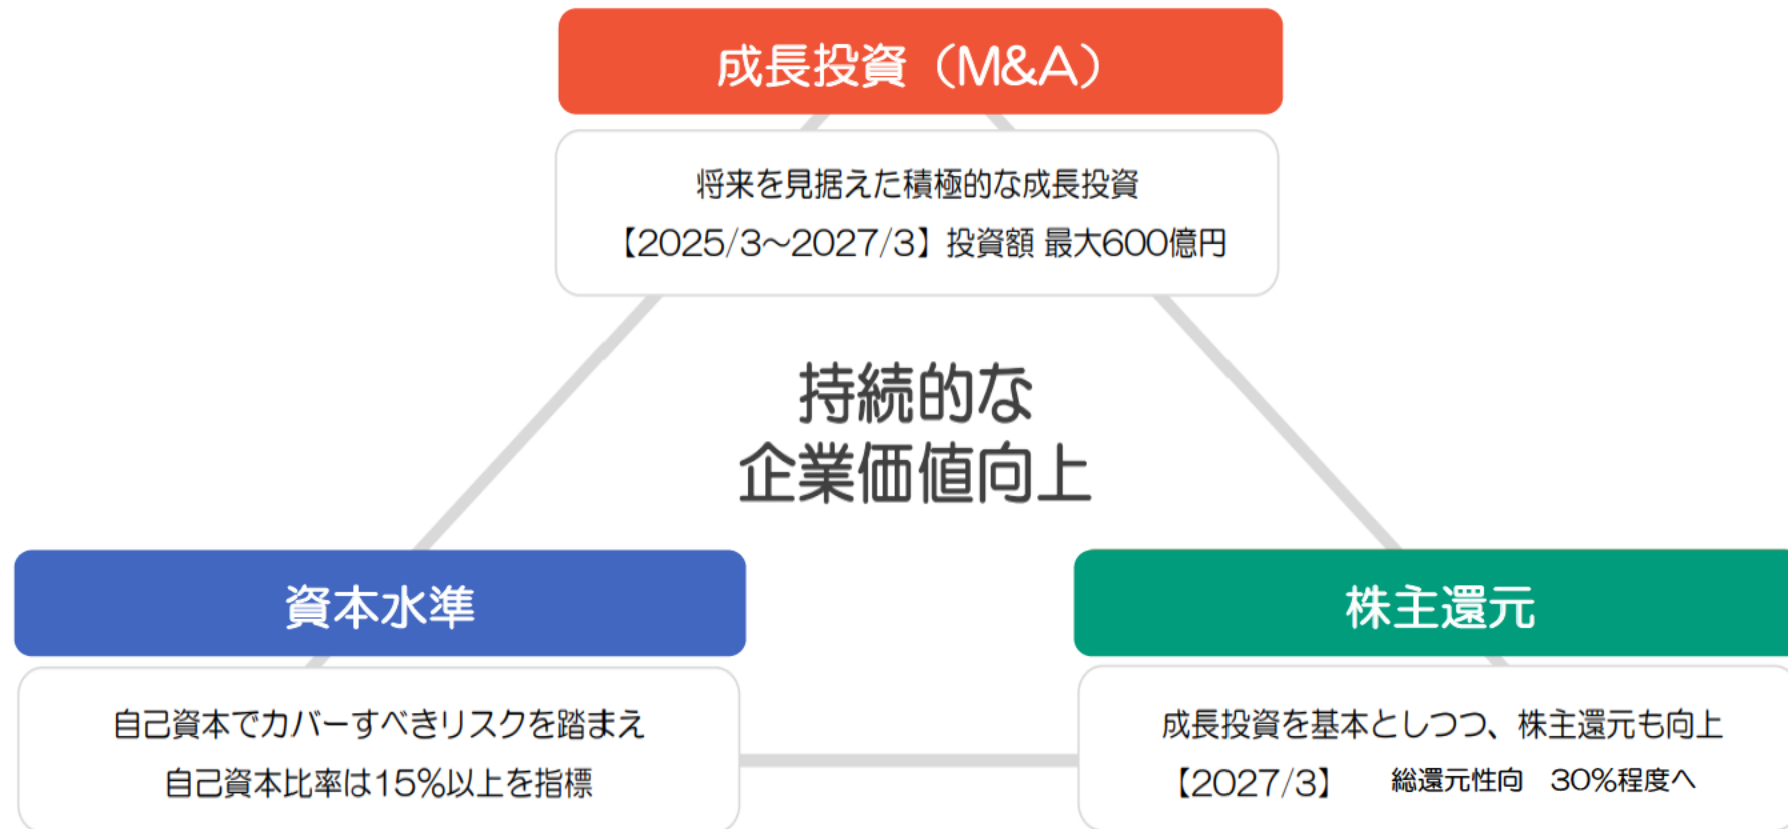 成長投資（M&A）
将来を見据えた積極的な成長投資
【2025/3～2027/3】投資額 最大600億円
持続的な
企業価値向上
資本水準
自己資本でカバーすべきリスクを踏まえ
自己資本比率は15%以上を指標
株主還元
成長投資を基本としつつ、株主還元も向上
【2027/3】　総還元性向　30%程度へ